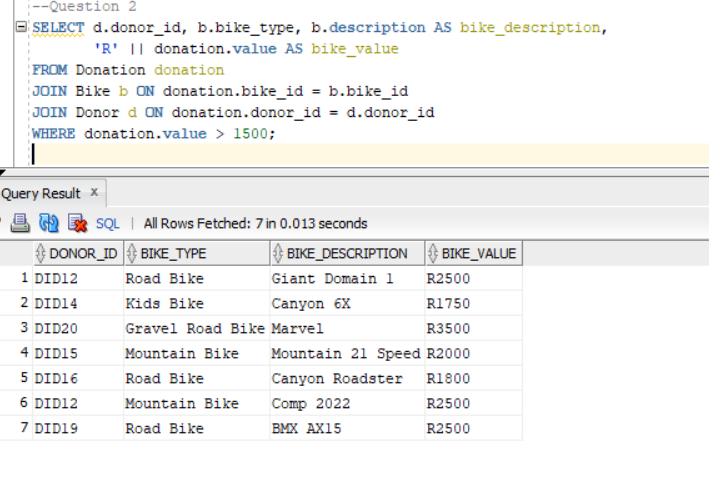 --Question 2
SELECT d.donor_id, b.bike_type, b.description AS bike_description,
'R' || donation.value AS bike_value
FROM Donation donation
JOIN Bike b ON donation.bike_id = b.bike_id
JOIN Donor d ON donation.donor_id = d.donor_id
WHERE donation.value > 1500;
Query Result x
SQL | All Rows Fetched: 7 in 0.013 seconds
DONOR_ID BIKE_TYPE BIKE_DESCRIPTION BIKE_VALUE
1 DID12 Road Bike Giant Domain 1 R2500
2 DID14 Kids Bike Canyon 6X R1750
3 DID20 Gravel Road Bike Marvel R3500
4 DID15 Mountain Bike Mountain 21 Speed R2000
5 DID16 Road Bike Canyon Roadster R1800
6 DID12 Mountain Bike Comp 2022 R2500
7 DID19 Road Bike BMX AX15 R2500